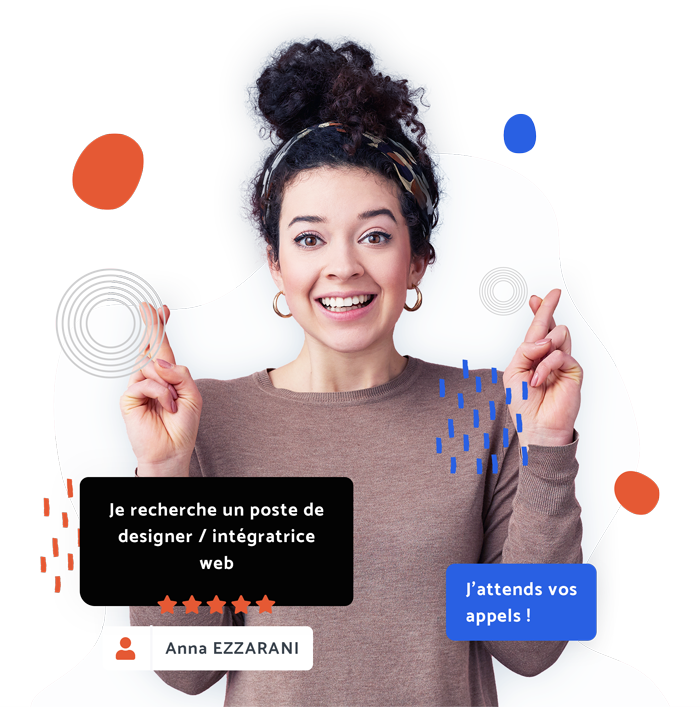 Je recherche un poste de
designer / intégratrice
web
Anna EZZARANI
J'attends vos
appels !